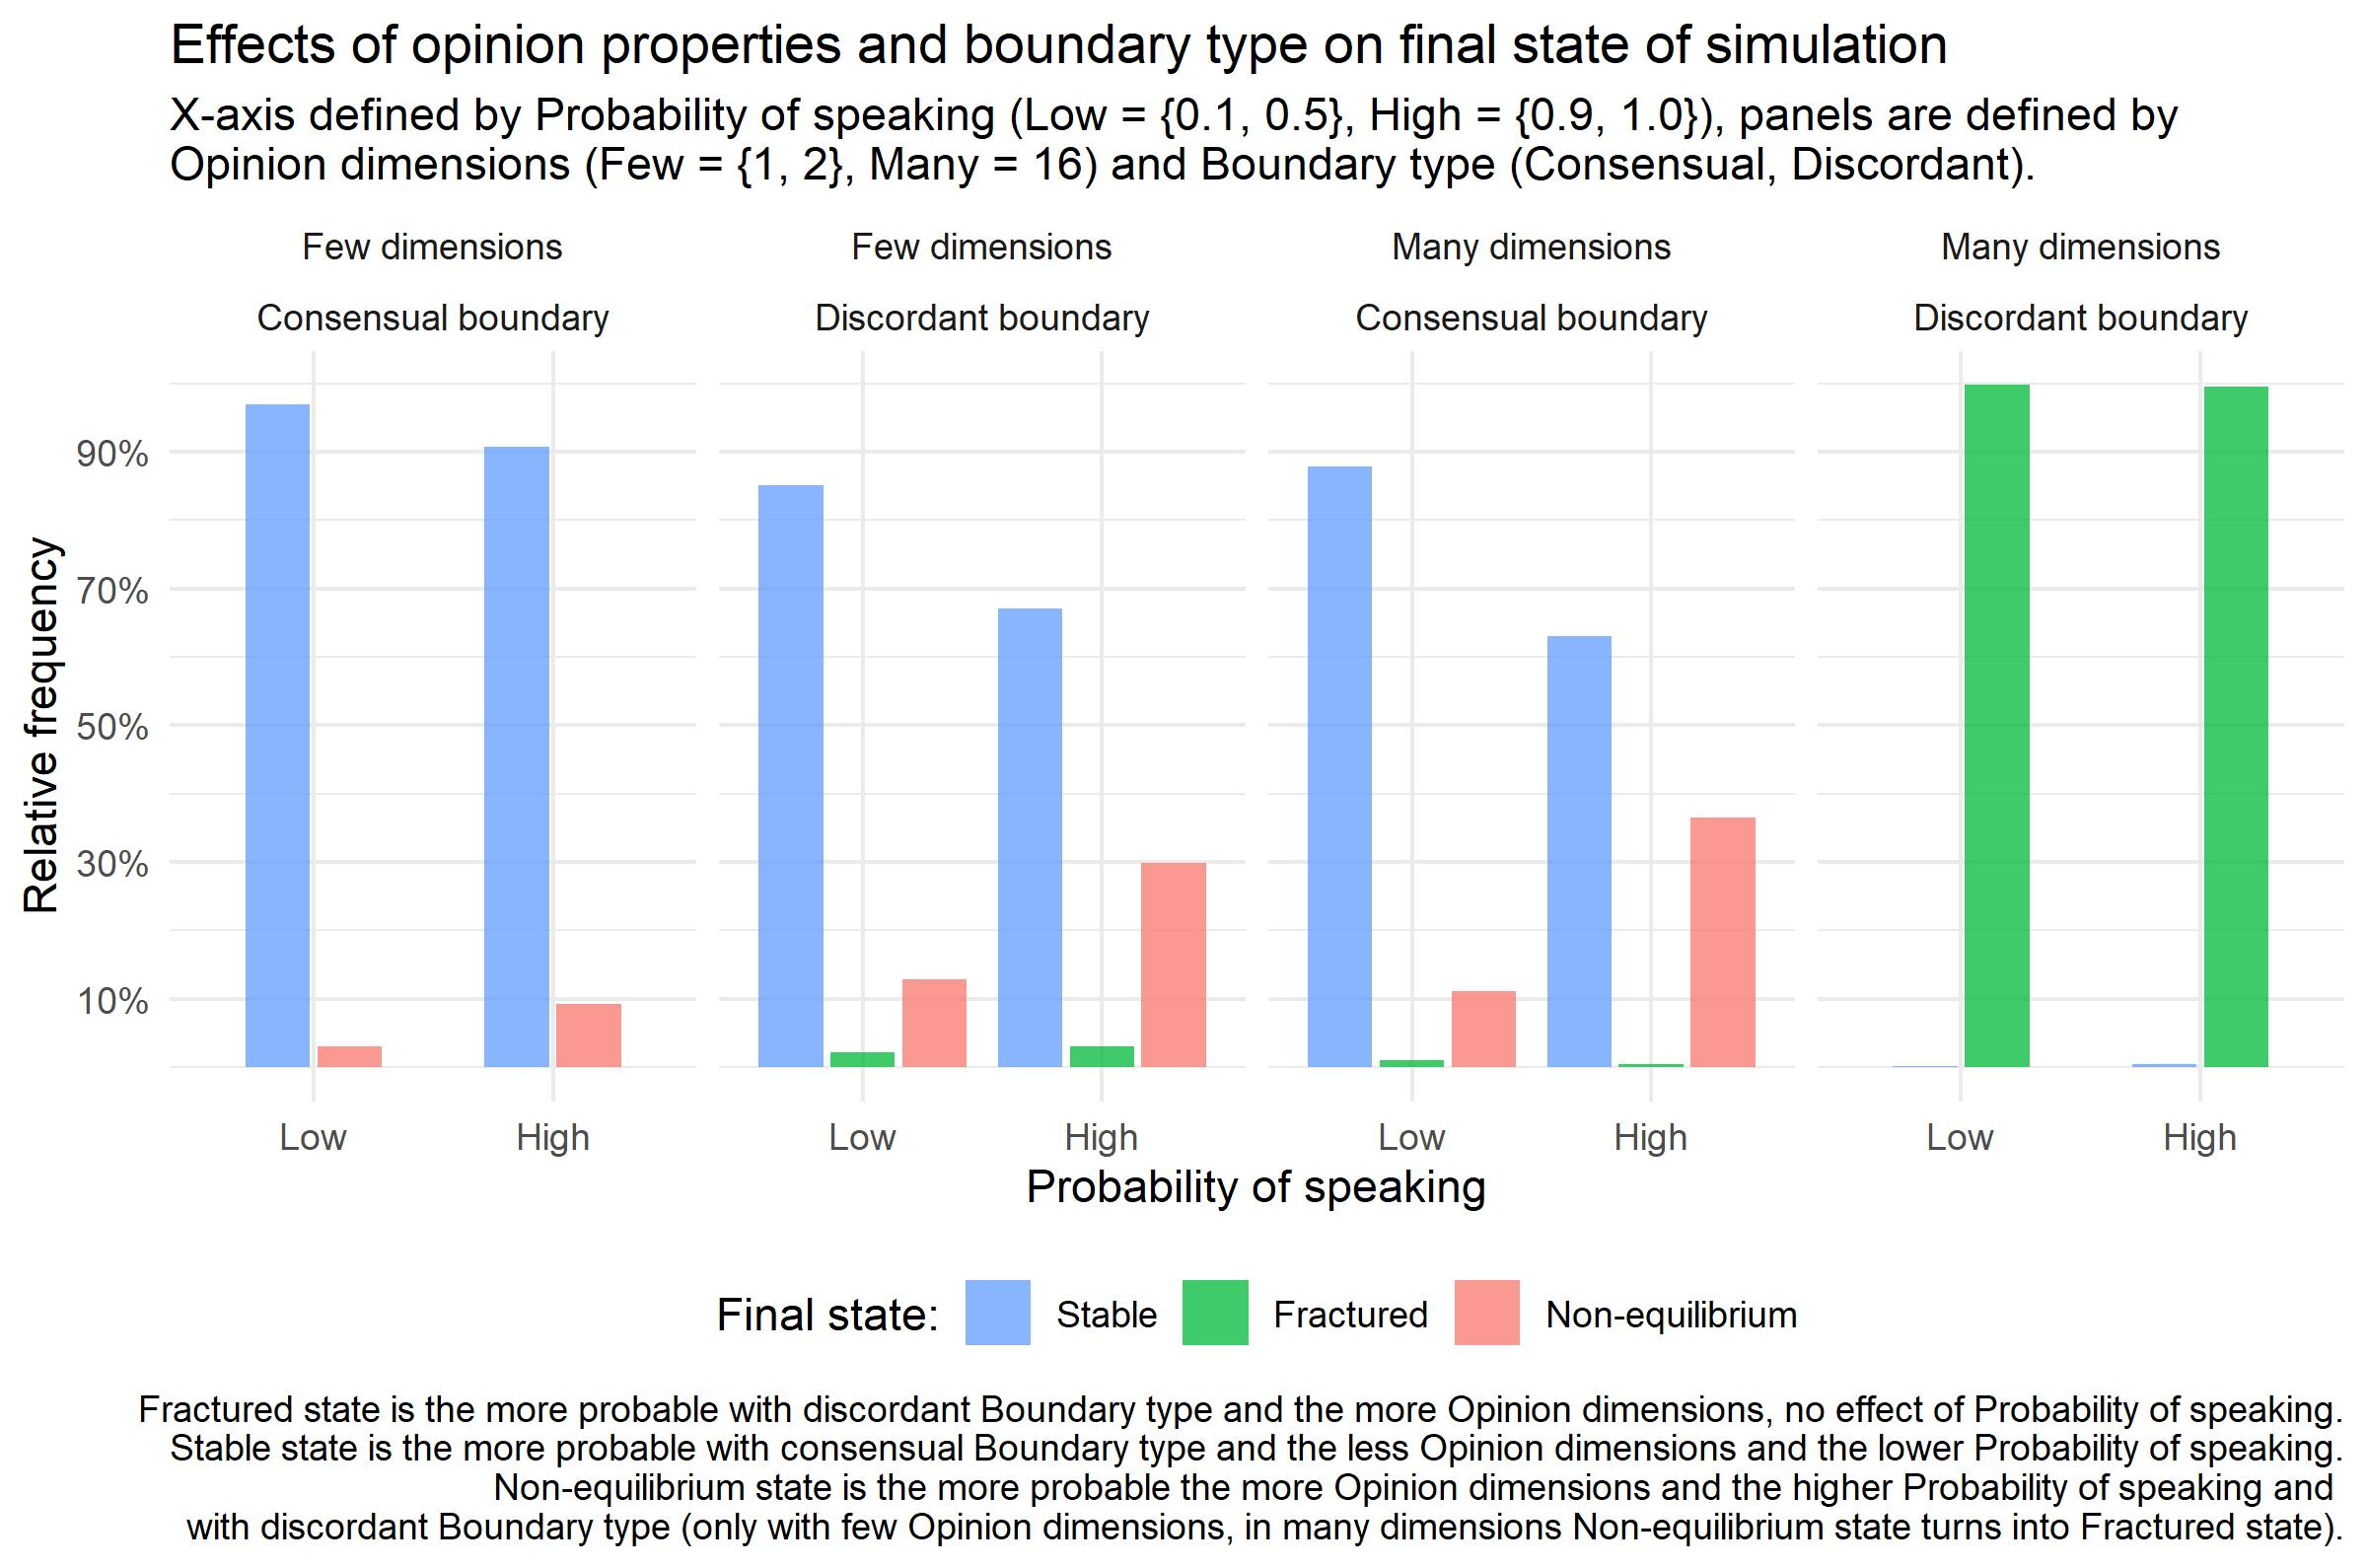 Effects of opinion properties and boundary type on final state of simulation
X-axis defined by Probability of speaking (Low = {0.1, 0.5}, High = {0.9, 1.0}), panels are defined by
Opinion dimensions (Few = {1, 2}, Many = 16) and Boundary type (Consensual, Discordant).
Few dimensions
Consensual boundary
Few dimensions
Discordant boundary
Many dimensions
Consensual boundary
Many dimensions
Discordant boundary
Relative frequency
90%
70%
50%
30%
10%
Low High Low High Low High Low High
Probability of speaking
Final state: Stable Fractured Non-equilibrium
Fractured state is the more probable with discordant Boundary type and the more Opinion dimensions, no effect of Probability of speaking.
Stable state is the more probable with consensual Boundary type and the less Opinion dimensions and the lower Probability of speaking.
Non-equilibrium state is the more probable the more Opinion dimensions and the higher Probability of speaking and
with discordant Boundary type (only with few Opinion dimensions, in many dimensions Non-equilibrium state turns into Fractured state).